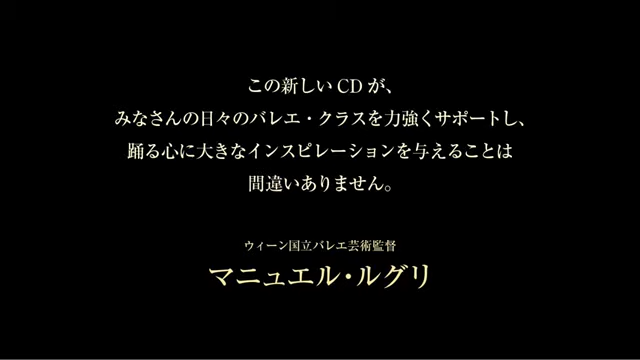 この新しい CD が、
みなさんの日々のバレエ・クラスを力強くサポートし、
踊る心に大きなインスピレーションを与えることは
間違いありません。
ウィーン国立バレエ芸術監督
マニュエル・ルグリ